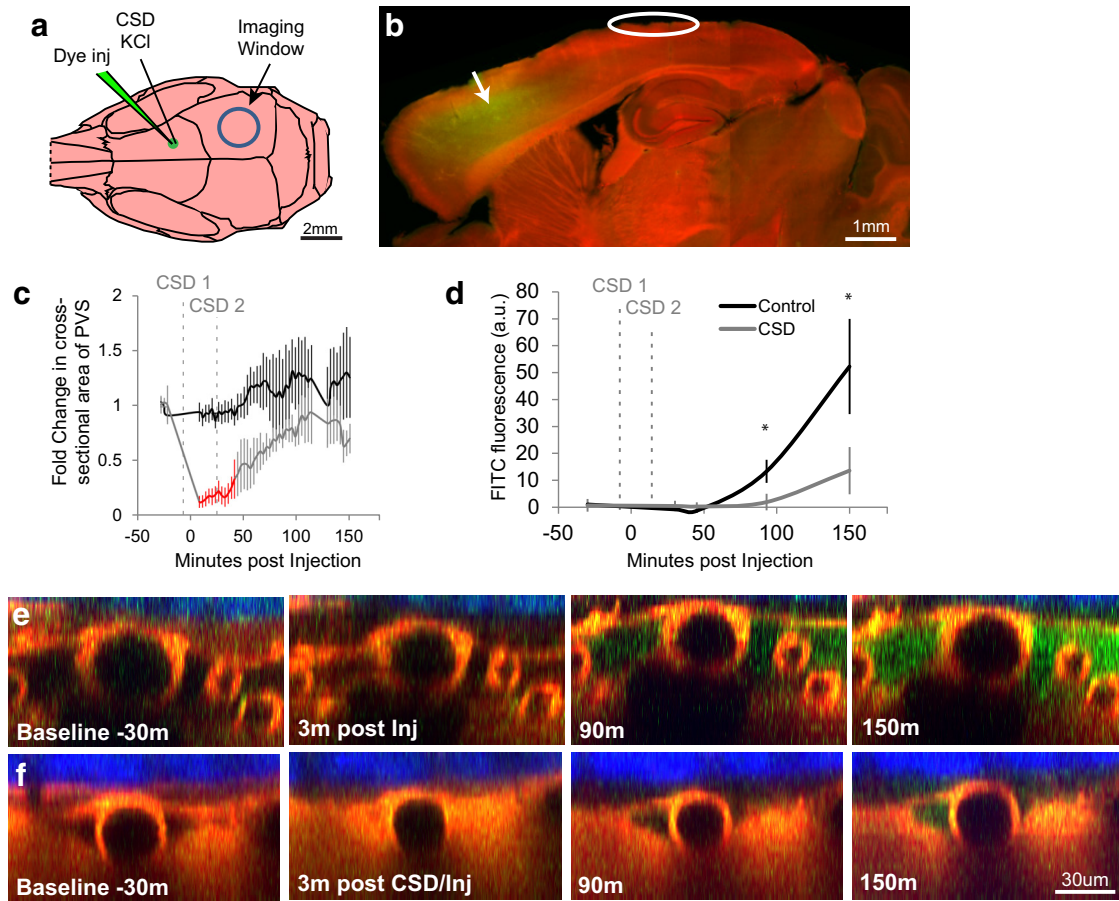 a
CSD
KCl
Dye inj
Imaging
Window
2mm
b
1mm
c
Fold Change in cross-
sectional area of PVS
CSD 1
CSD 2
2
1.5
1
0.5
0
-50 0 50 100 150
Minutes post Injection
d
FITC fluorescence (a.u.)
CSD 1
CSD 2
Control
CSD
*
*
80
70
60
50
40
30
20
10
0
-50 0 50 100 150
Minutes post Injection
e
Baseline -30m
3m post Inj
90m
150m
f
Baseline -30m
3m post CSD/Inj
90m
150m
30um